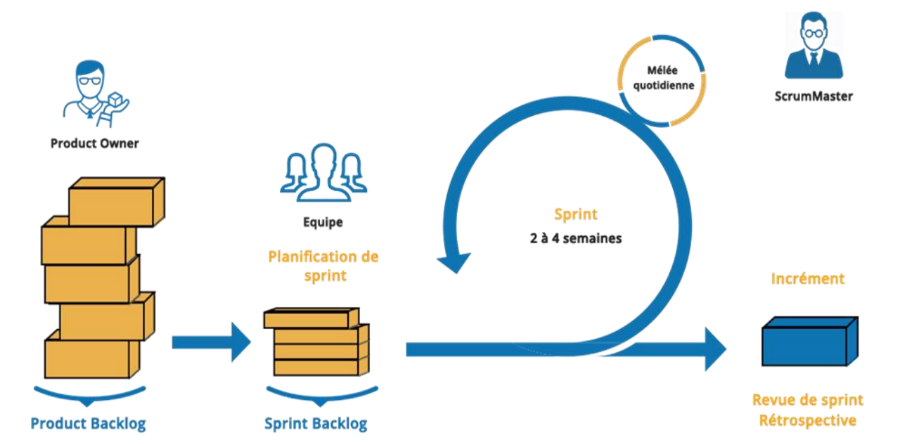 Mélée
quotidienne
ScrumMaster
Product Owner
Equipe
Planification de
sprint
Sprint
2 à 4 semaines
Incrément
Product Backlog
Sprint Backlog
Revue de sprint
Rétrospective